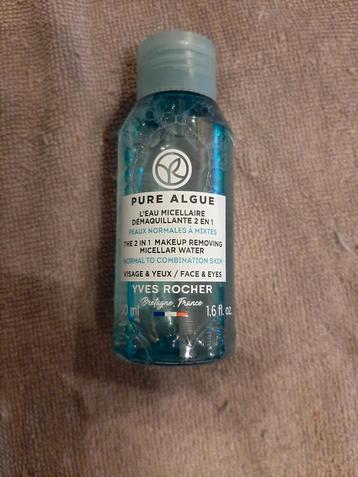 PURE ALGUE
L'EAU MICELLAIRE
DÉMAQUILLANTE 2 EN 1
PEAUX NORMALES À MIXTES
THE 2 IN 1 MAKEUP REMOVING
MICELLAR WATER
NORMAL TO COMBINATION SKIN
VISAGE & YEUX / FACE & EYES
YVES ROCHER
Bretagne, France
ml 1.6 fl. oz